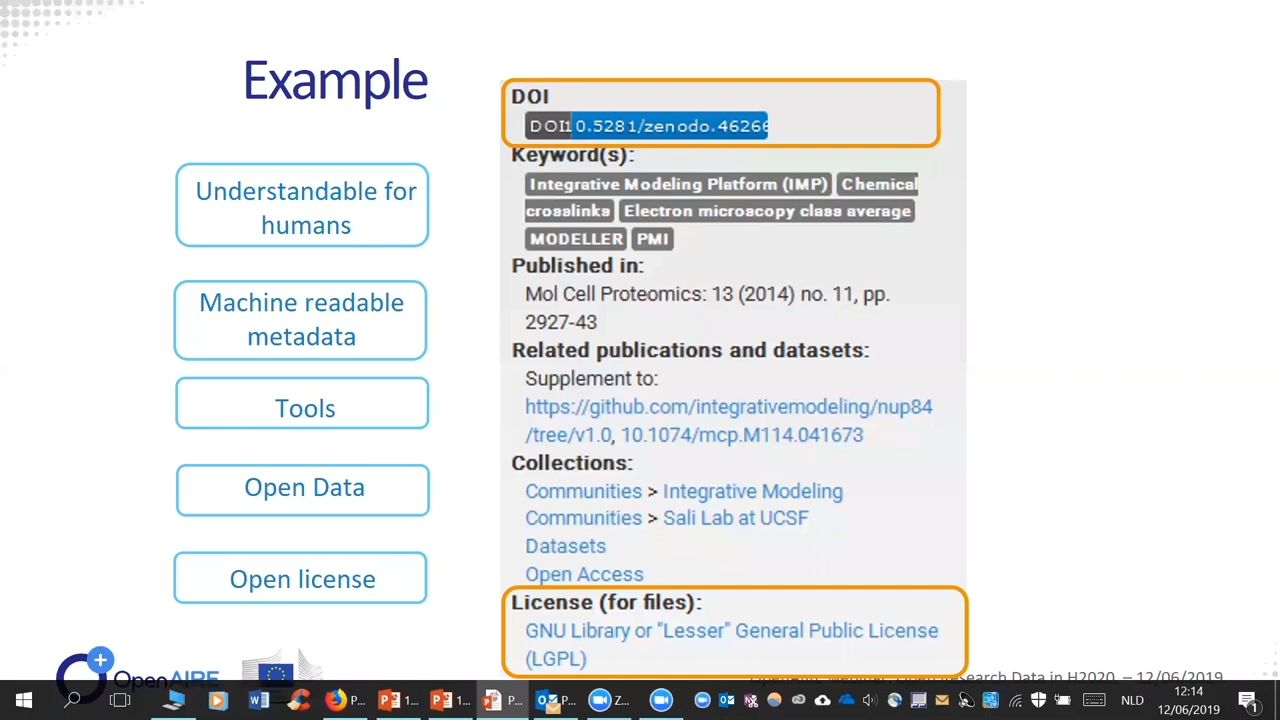 Example
Understandable for
humans
Machine readable
metadata
Tools
Open Data
Open license
DOI
DOI10.5281/zenodo.46266
Keyword(s):
Integrative Modeling Platform (IMP) Chemical
crosslinks Electron microscopy class average
MODELLER PMI
Published in:
Mol Cell Proteomics: 13 (2014) no. 11, pp.
2927-43
Related publications and datasets:
Supplement to:
https://github.com/integrativemodeling/nup84
/tree/v1.0, 10.1074/mcp.M114.041673
Collections:
Communities > Integrative Modeling
Communities > Sali Lab at UCSF
Datasets
Open Access
License (for files):
GNU Library or "Lesser" General Public License
(LGPL)
OpenAIRE
Research Data in H2020 – 12/06/2019
P...
1...
1...
P...
P...
Z...
NLD
12:14
12/06/2019
1